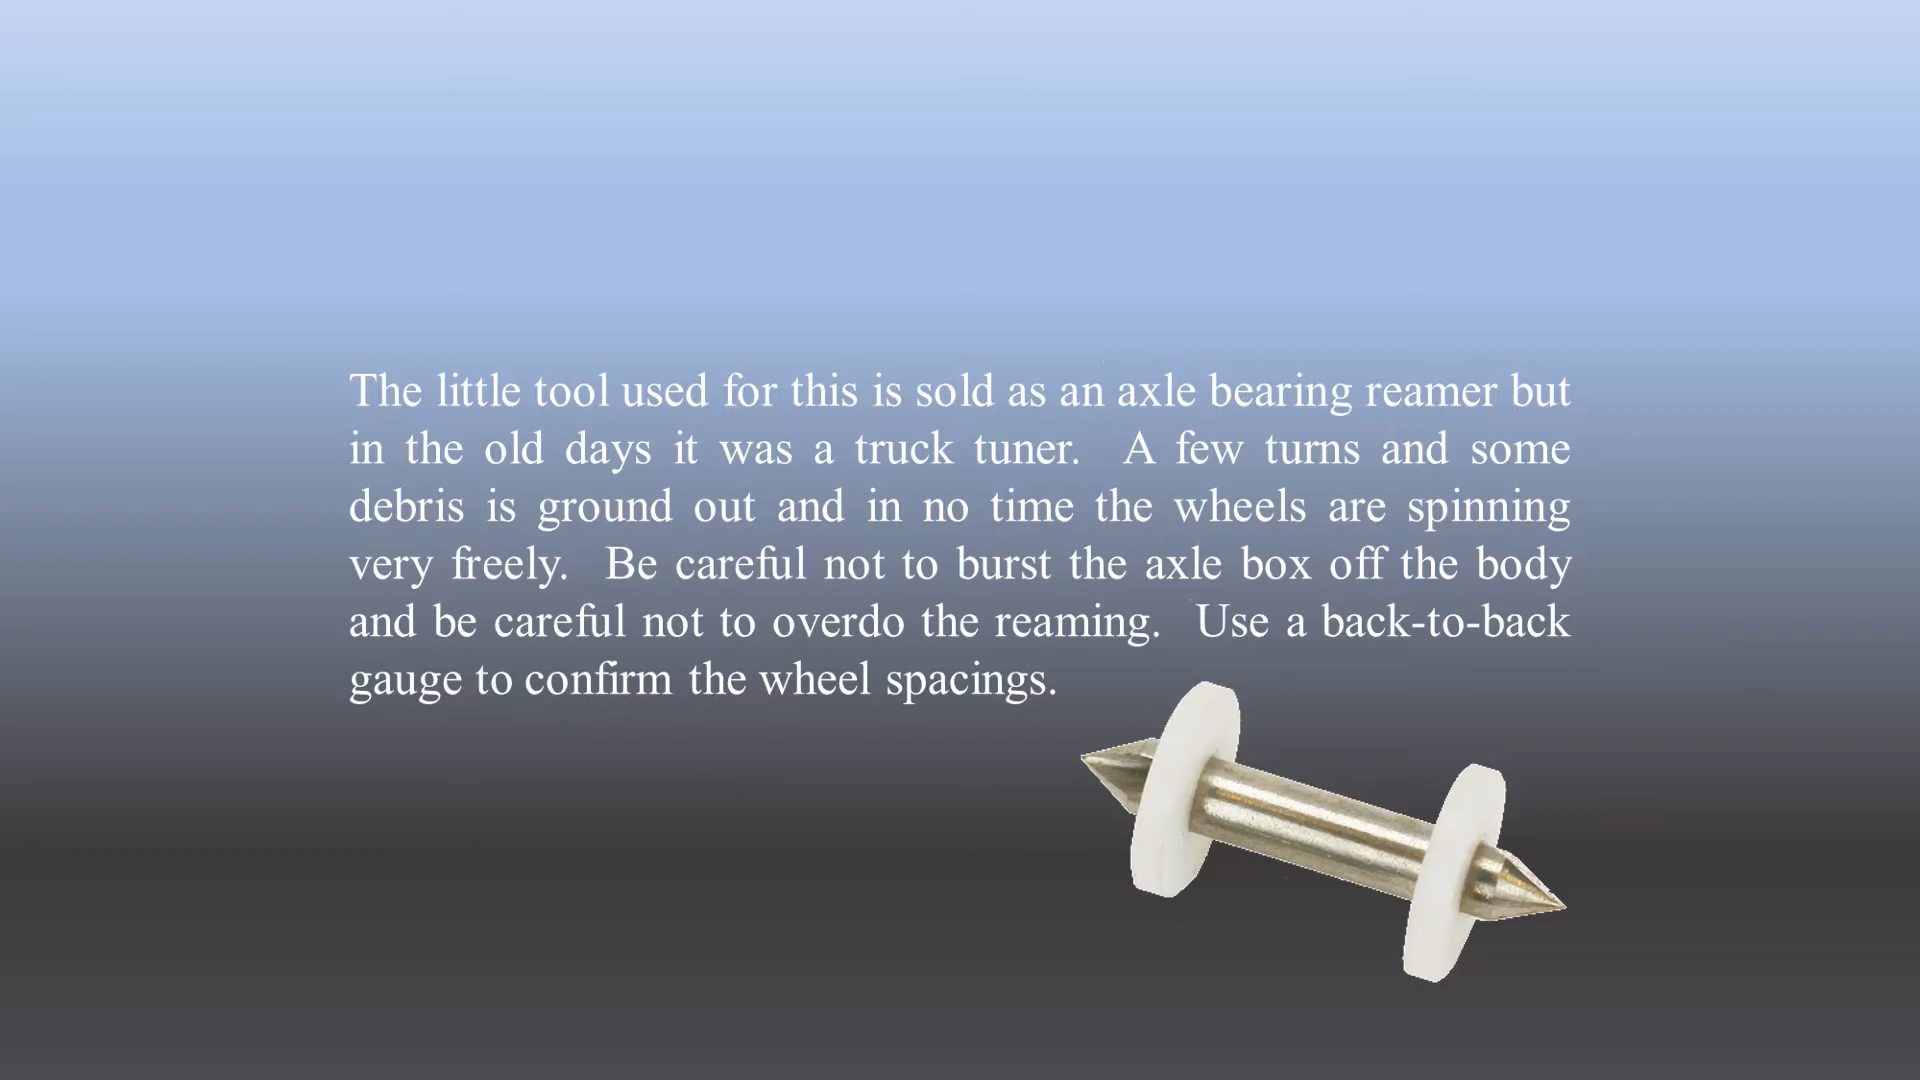 The little tool used for this is sold as an axle bearing reamer but
in the old days it was a truck tuner. A few turns and some
debris is ground out and in no time the wheels are spinning
very freely. Be careful not to burst the axle box off the body
and be careful not to overdo the reaming. Use a back-to-back
gauge to confirm the wheel spacings.